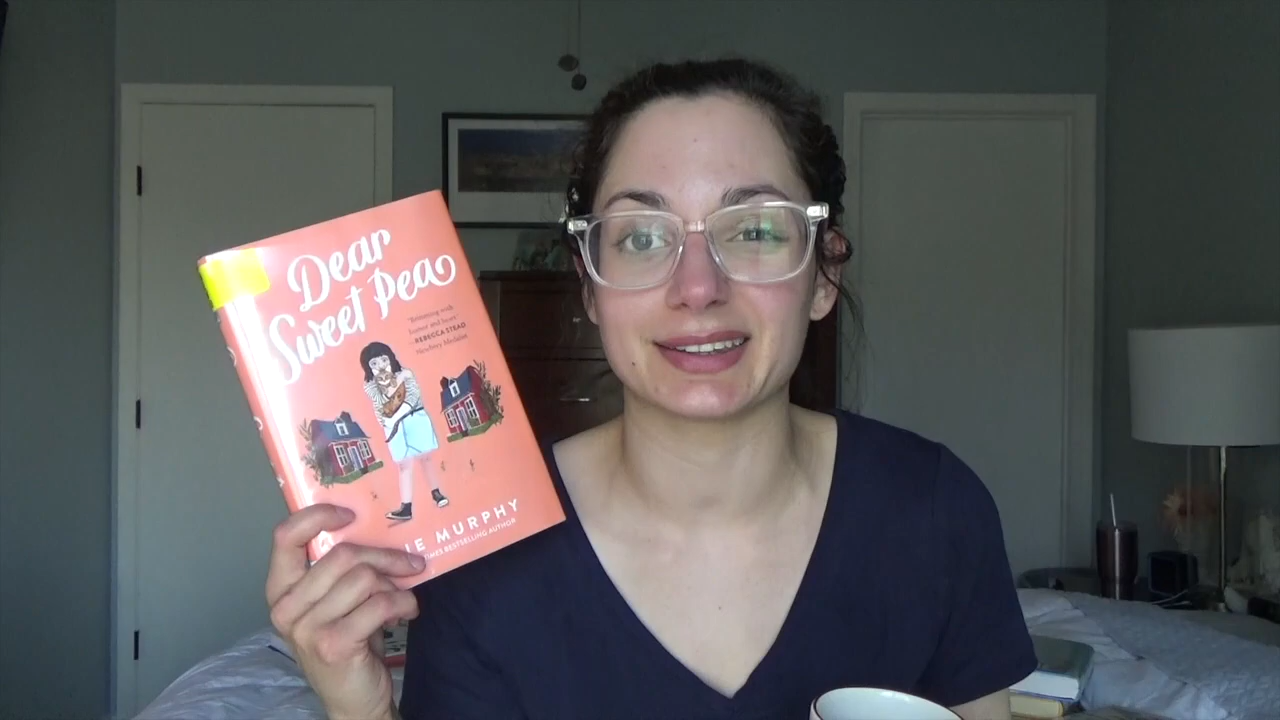 Dear
Sweet Pea
"Brimming with
humor and heart"
—REBECCA STEAD
Newbery Medalist
IE MURPHY
TIMES BESTSELLING AUTHOR